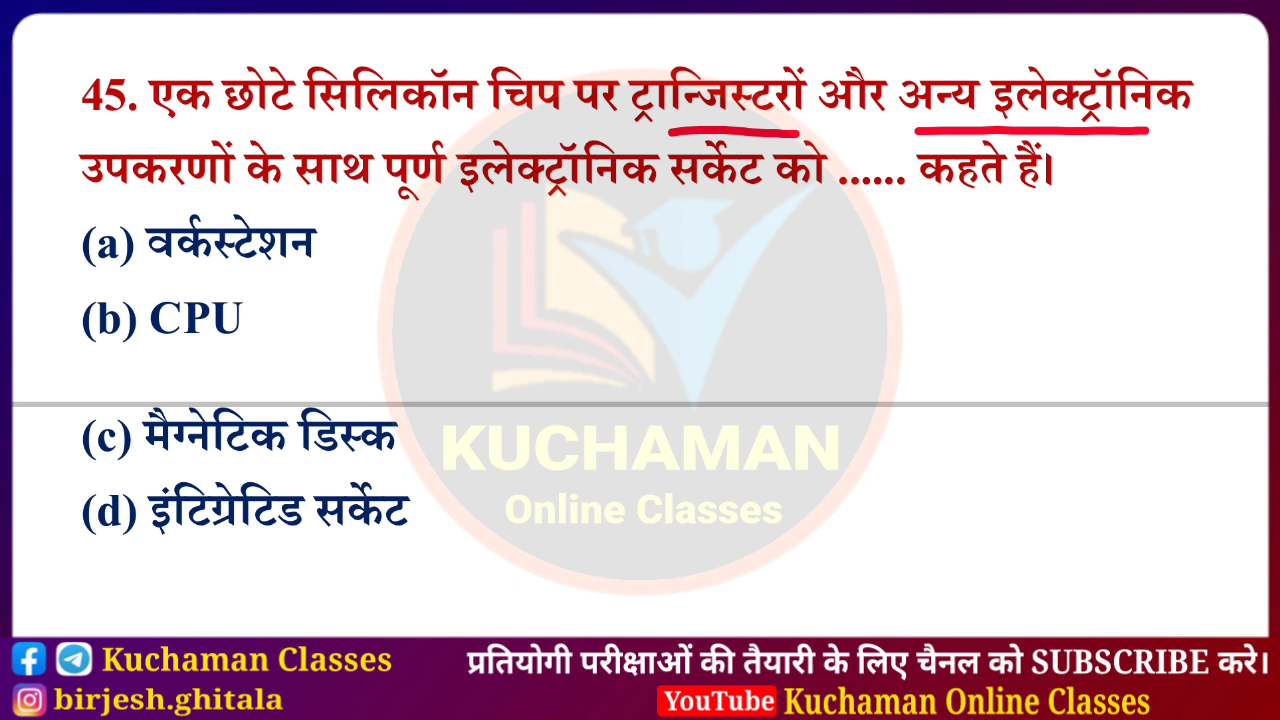 45. एक छोटे सिलिकॉन चिप पर ट्रान्जिस्टरों और अन्य इलेक्ट्रॉनिक
उपकरणों के साथ पूर्ण इलेक्ट्रॉनिक सर्केट को ...... कहते हैं।
(a) वर्कस्टेशन
(b) CPU
(c) मैग्नेटिक डिस्क
(d) इंटिग्रेटिड सर्केट
KUCHAMAN
Online Classes
Kuchaman Classes
birjesh.ghitala
प्रतियोगी परीक्षाओं की तैयारी के लिए चैनल को SUBSCRIBE करे।
YouTube Kuchaman Online Classes